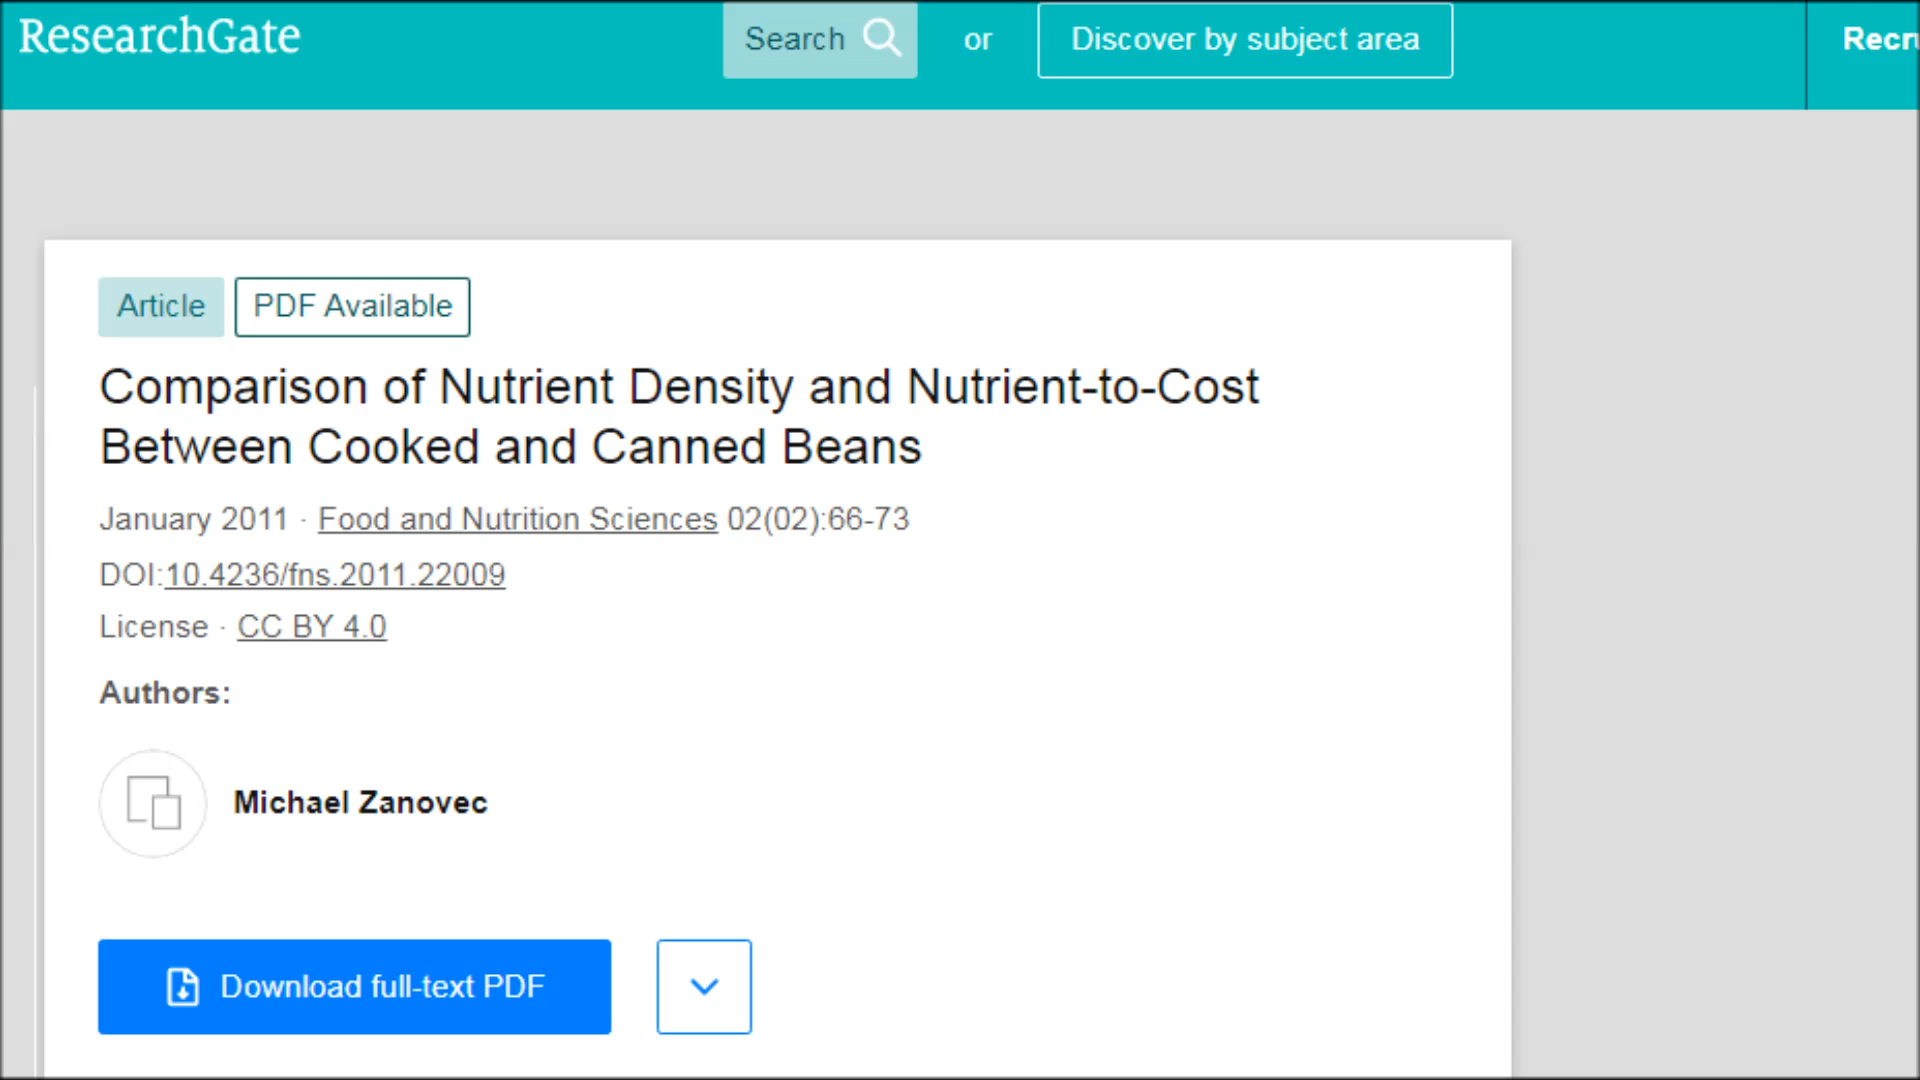 ResearchGate
Search or Discover by subject area
Article PDF Available
Comparison of Nutrient Density and Nutrient-to-Cost
Between Cooked and Canned Beans
January 2011 · Food and Nutrition Sciences 02(02):66-73
DOI:10.4236/fns.2011.22009
License · CC BY 4.0
Authors:
Michael Zanovec
Download full-text PDF